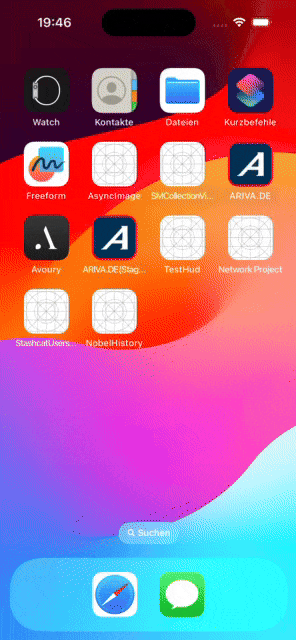 19:46
Watch
Kontakte
Dateien
Kurzbefehle
Freeform
AsyncImage
SMCollectionVi...
ARIVA.DE
Avoury
ARIVA.DE(Stag...
TestHud
Network Project
StashcatUsers...
NobelHistory
Suchen